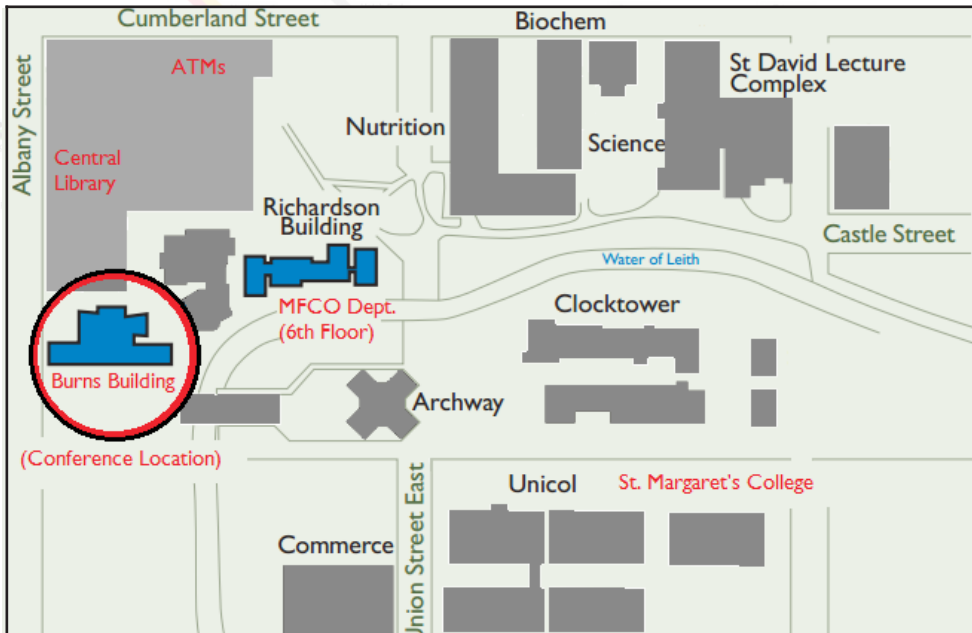 Cumberland Street
Biochem
ATMs
St David Lecture
Complex
Albany Street
Nutrition
Science
Central
Library
Richardson
Building
Castle Street
Water of Leith
MFCO Dept.
(6th Floor)
Clocktower
Burns Building
Archway
(Conference Location)
Union Street East
Unicol
St. Margaret's College
Commerce